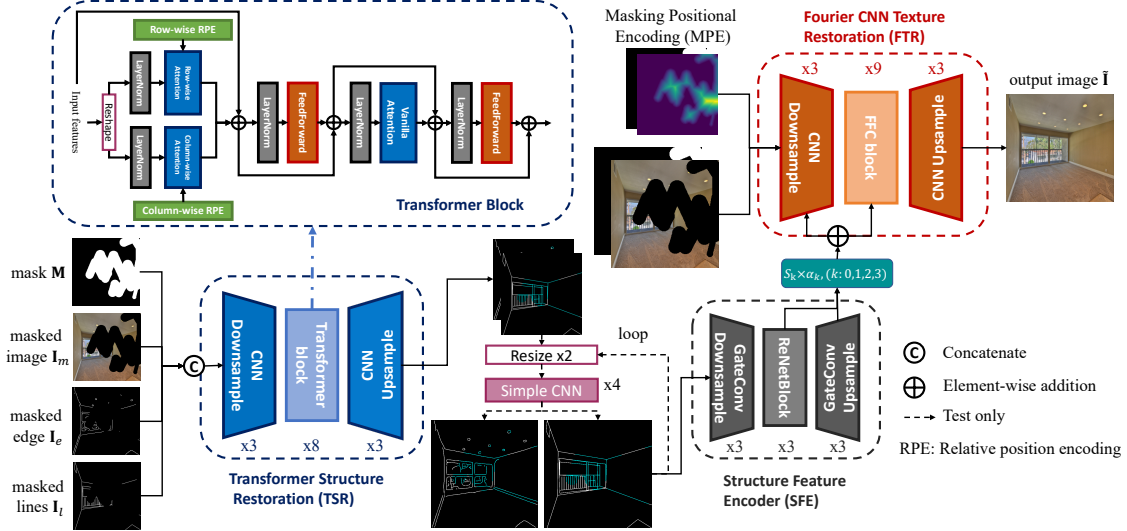 Row-wise RPE
Input features
Reshape
LayerNorm
Row-wise
Attention
LayerNorm
Column-wise
Attention
Column-wise RPE
LayerNorm
FeedForward
LayerNorm
Vanilla
Attention
LayerNorm
FeedForward
Transformer Block
Masking Positional
Encoding (MPE)
Fourier CNN Texture
Restoration (FTR)
x3
x9
x3
CNN
Downsample
FFC block
CNN Upsample
output image Ĩ
mask M
masked
image I_m
masked
edge I_e
masked
lines I_l
C
CNN
Downsample
Transformer
block
CNN
Upsample
x3
x8
x3
Transformer Structure
Restoration (TSR)
loop
Resize x2
Simple CNN
x4
S_k×α_k, (k: 0,1,2,3)
GateConv
Downsample
ReNetBlock
GateConv
Upsample
x3
x3
x3
Structure Feature
Encoder (SFE)
C Concatenate
Element-wise addition
Test only
RPE: Relative position encoding